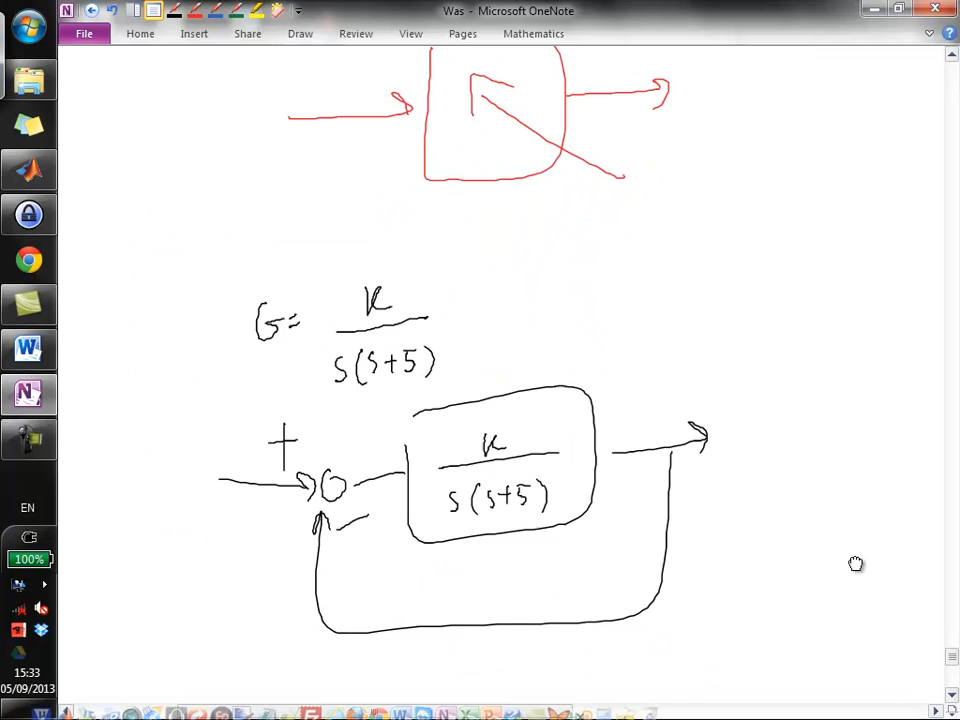 Was - Microsoft OneNote
File Home Insert Share Draw Review View Pages Mathematics
G= K
s(s+5)
+
K
s(s+5)
EN
100%
15:33
05/09/2013